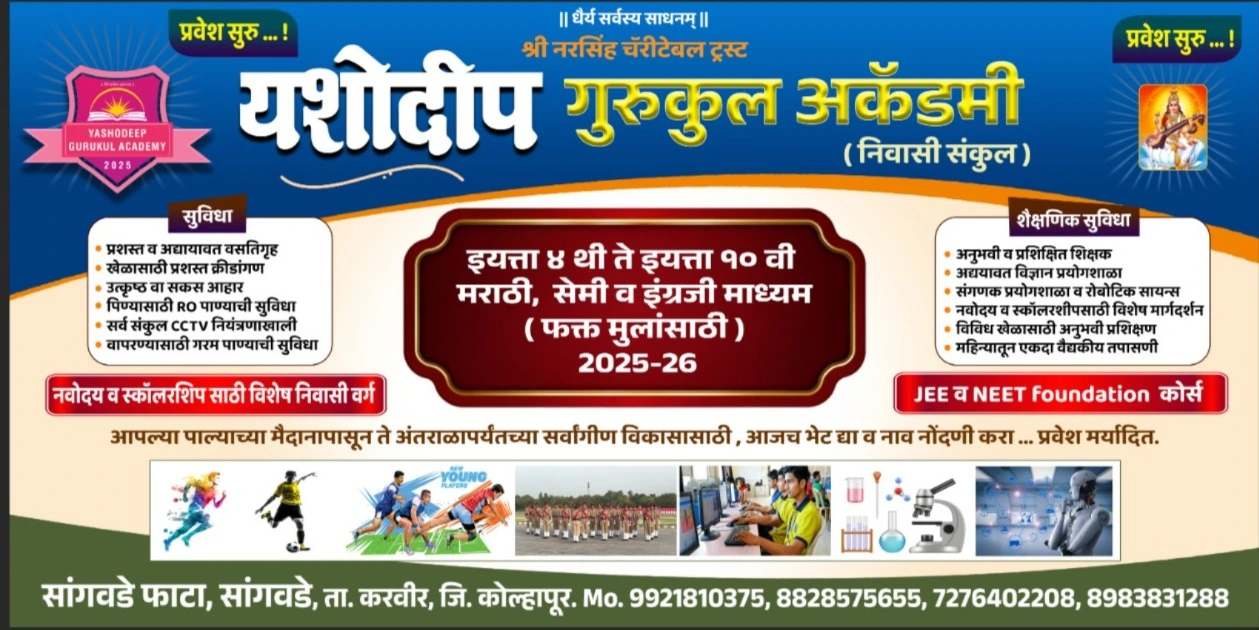 || धैर्य सर्वस्य साधनम् ||
प्रवेश सुरु ... !
श्री नरसिंह चॅरीटेबल ट्रस्ट
प्रवेश सुरु ... !
यशोदीप गुरुकुल अकॅडमी
( निवासी संकुल )
YASHODEEP
GURUKUL ACADEMY
2025
सुविधा
प्रशस्त व अद्यायावत वसतिगृह
खेळासाठी प्रशस्त क्रीडांगण
उत्कृष्ठ वा सकस आहार
पिण्यासाठी RO पाण्याची सुविधा
सर्व संकुल CCTV नियंत्रणाखाली
वापरण्यासाठी गरम पाण्याची सुविधा
नवोदय व स्कॉलरशिप साठी विशेष निवासी वर्ग
इयत्ता ४ थी ते इयत्ता १० वी
मराठी, सेमी व इंग्रजी माध्यम
( फक्त मुलांसाठी )
2025-26
शैक्षणिक सुविधा
अनुभवी व प्रशिक्षित शिक्षक
अद्ययावत विज्ञान प्रयोगशाळा
संगणक प्रयोगशाळा व रोबोटिक सायन्स
नवोदय व स्कॉलरशीपसाठी विशेष मार्गदर्शन
विविध खेळासाठी अनुभवी प्रशिक्षण
महिन्यातून एकदा वैद्यकीय तपासणी
JEE व NEET foundation कोर्स
आपल्या पाल्याच्या मैदानापासून ते अंतराळापर्यंतच्या सर्वांगीण विकासासाठी , आजच भेट द्या व नाव नोंदणी करा ... प्रवेश मर्यादित.
NEW
YOUNG
PLAYERS
सांगवडे फाटा, सांगवडे, ता. करवीर, जि. कोल्हापूर. Mo. 9921810375, 8828575655, 7276402208, 8983831288